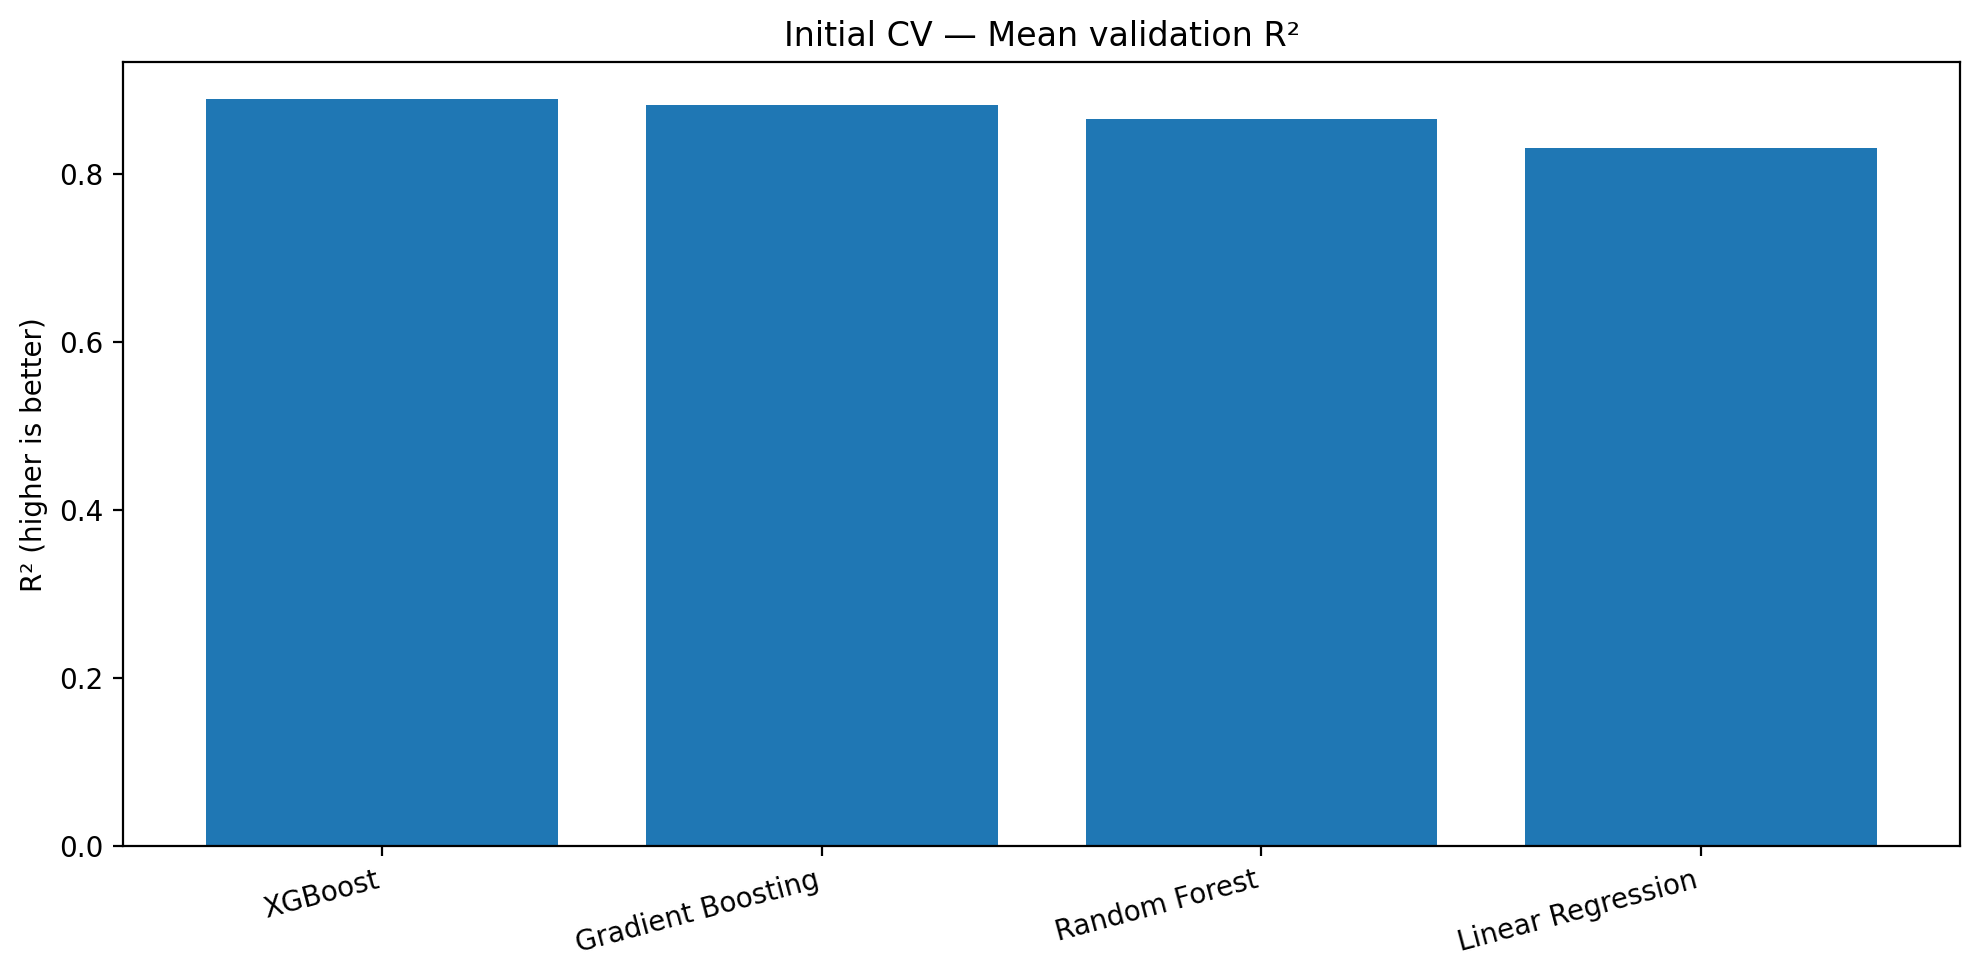 Initial CV — Mean validation R²
R² (higher is better)
0.8
0.6
0.4
0.2
0.0
XGBoost
Gradient Boosting
Random Forest
Linear Regression